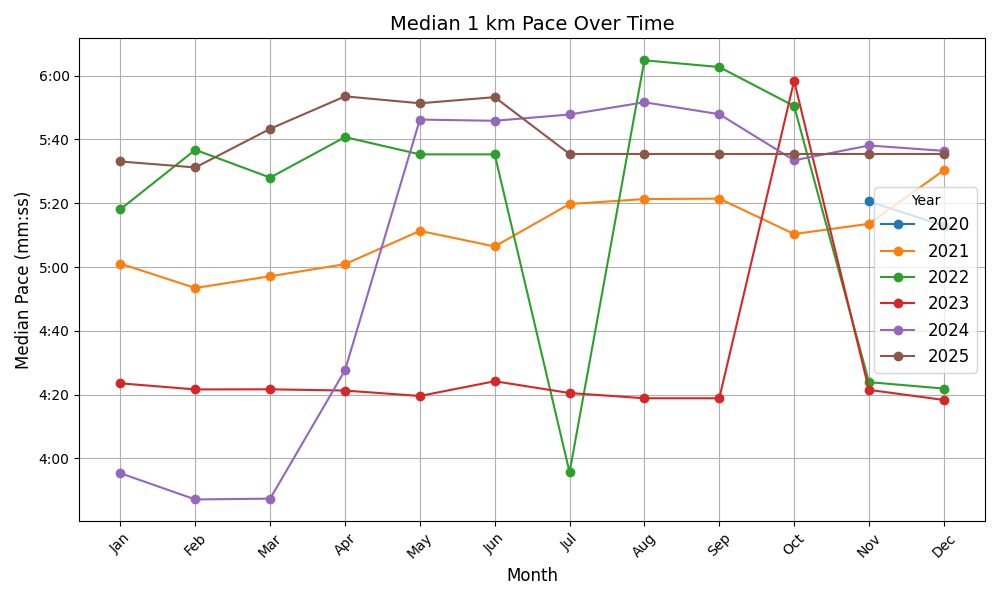 Median 1 km Pace Over Time
Median Pace (mm:ss)
6:00
5:40
5:20
5:00
4:40
4:20
4:00
Year
2020
2021
2022
2023
2024
2025
Jan
Feb
Mar
Apr
May
Jun
Jul
Aug
Sep
Oct
Nov
Dec
Month